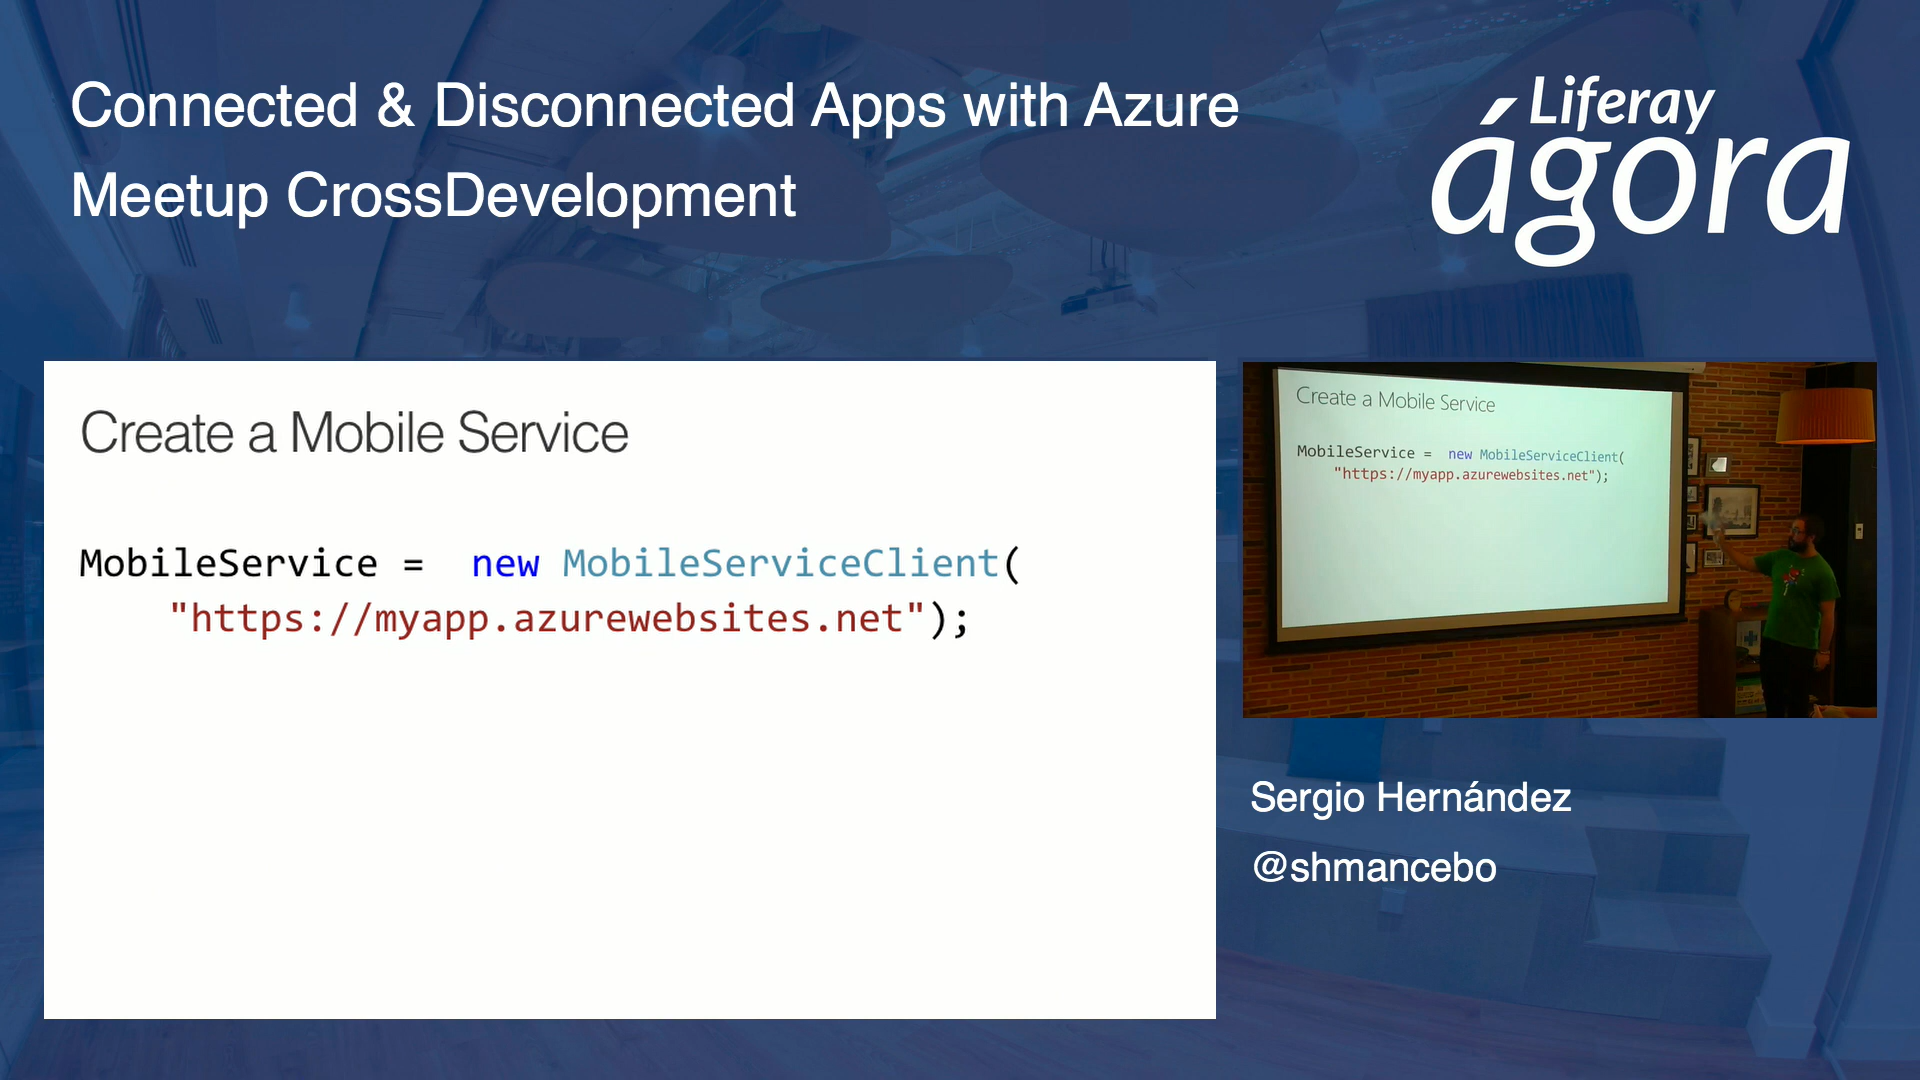 Connected & Disconnected Apps with Azure
Meetup CrossDevelopment
Liferay
ágora
Create a Mobile Service
MobileService =  new MobileServiceClient(
"https://myapp.azurewebsites.net");
Create a Mobile Service
MobileService =  new MobileServiceClient(
"https://myapp.azurewebsites.net");
Sergio Hernández
@shmancebo